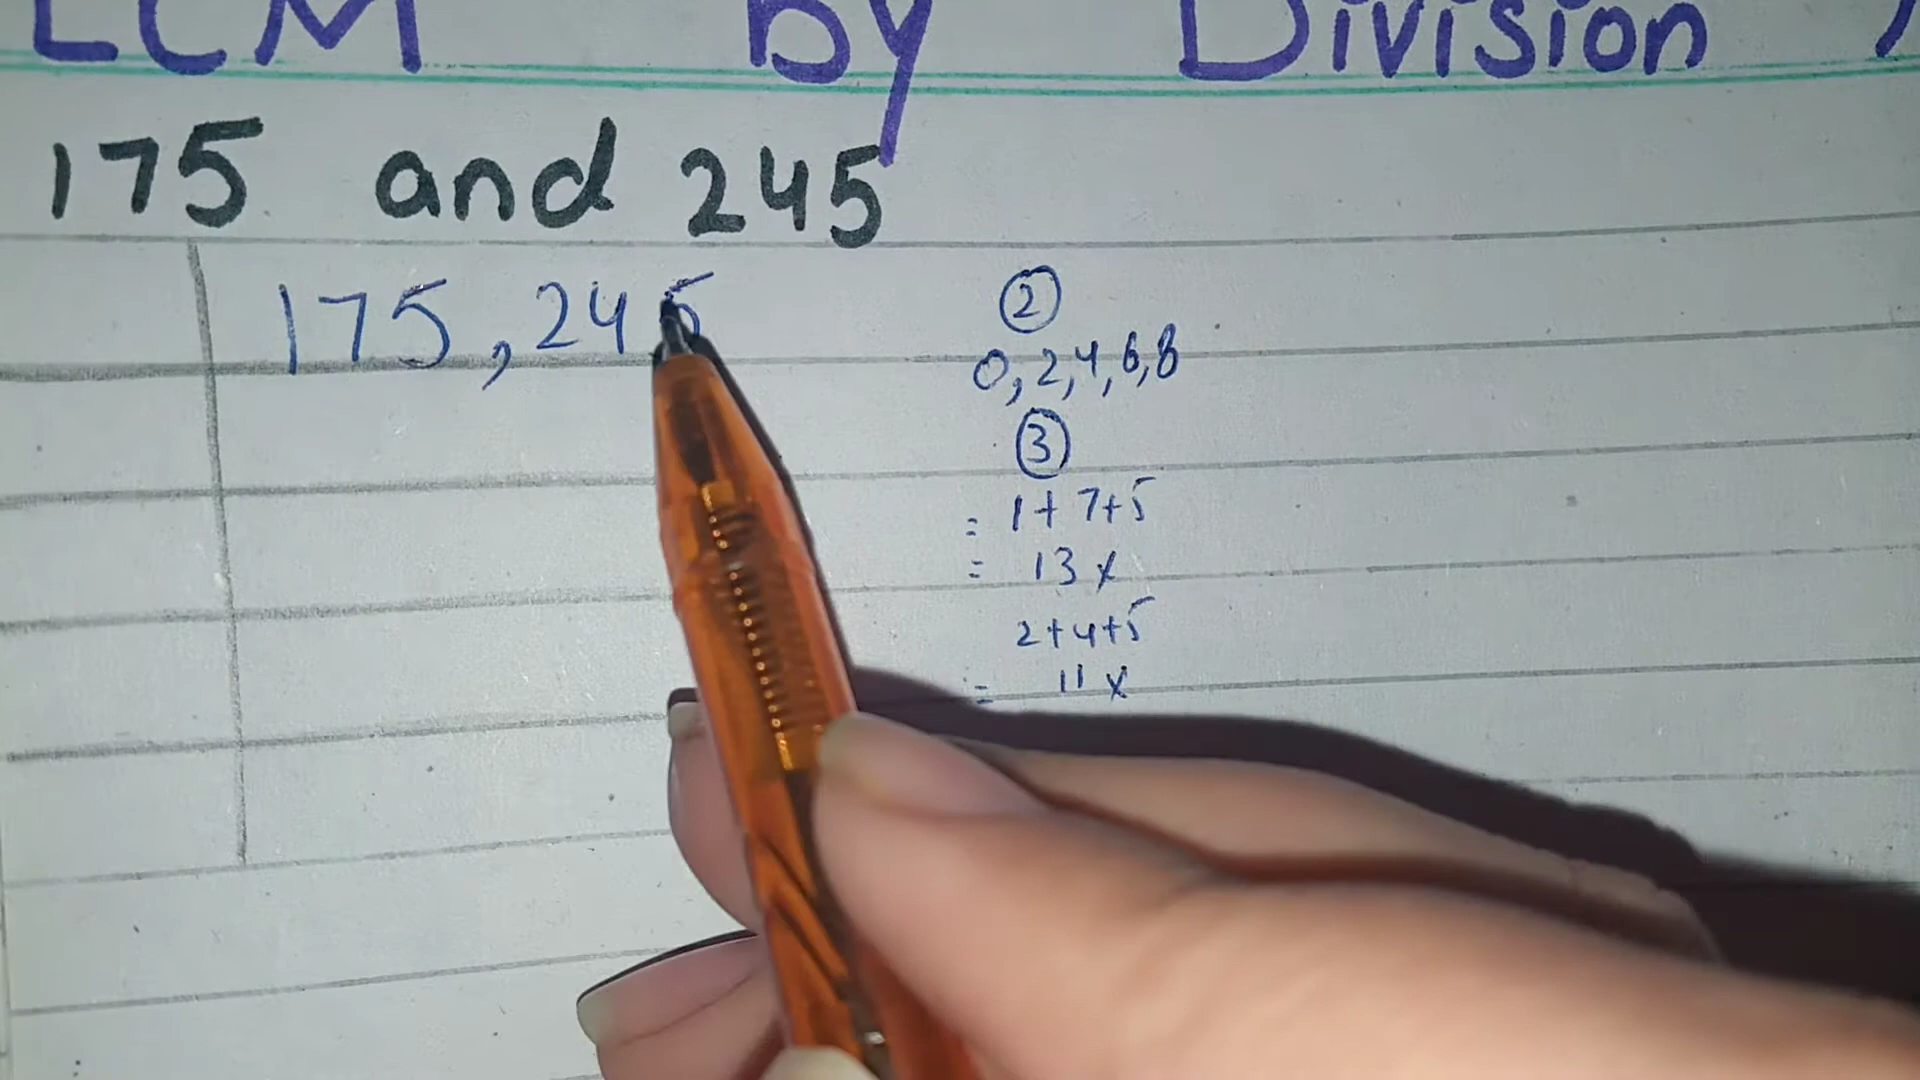 LCM By Division
175 and 245
175, 245
2
0, 2, 4, 6, 8
3
= 1+7+5
= 13 x
2+4+5
= 11 x